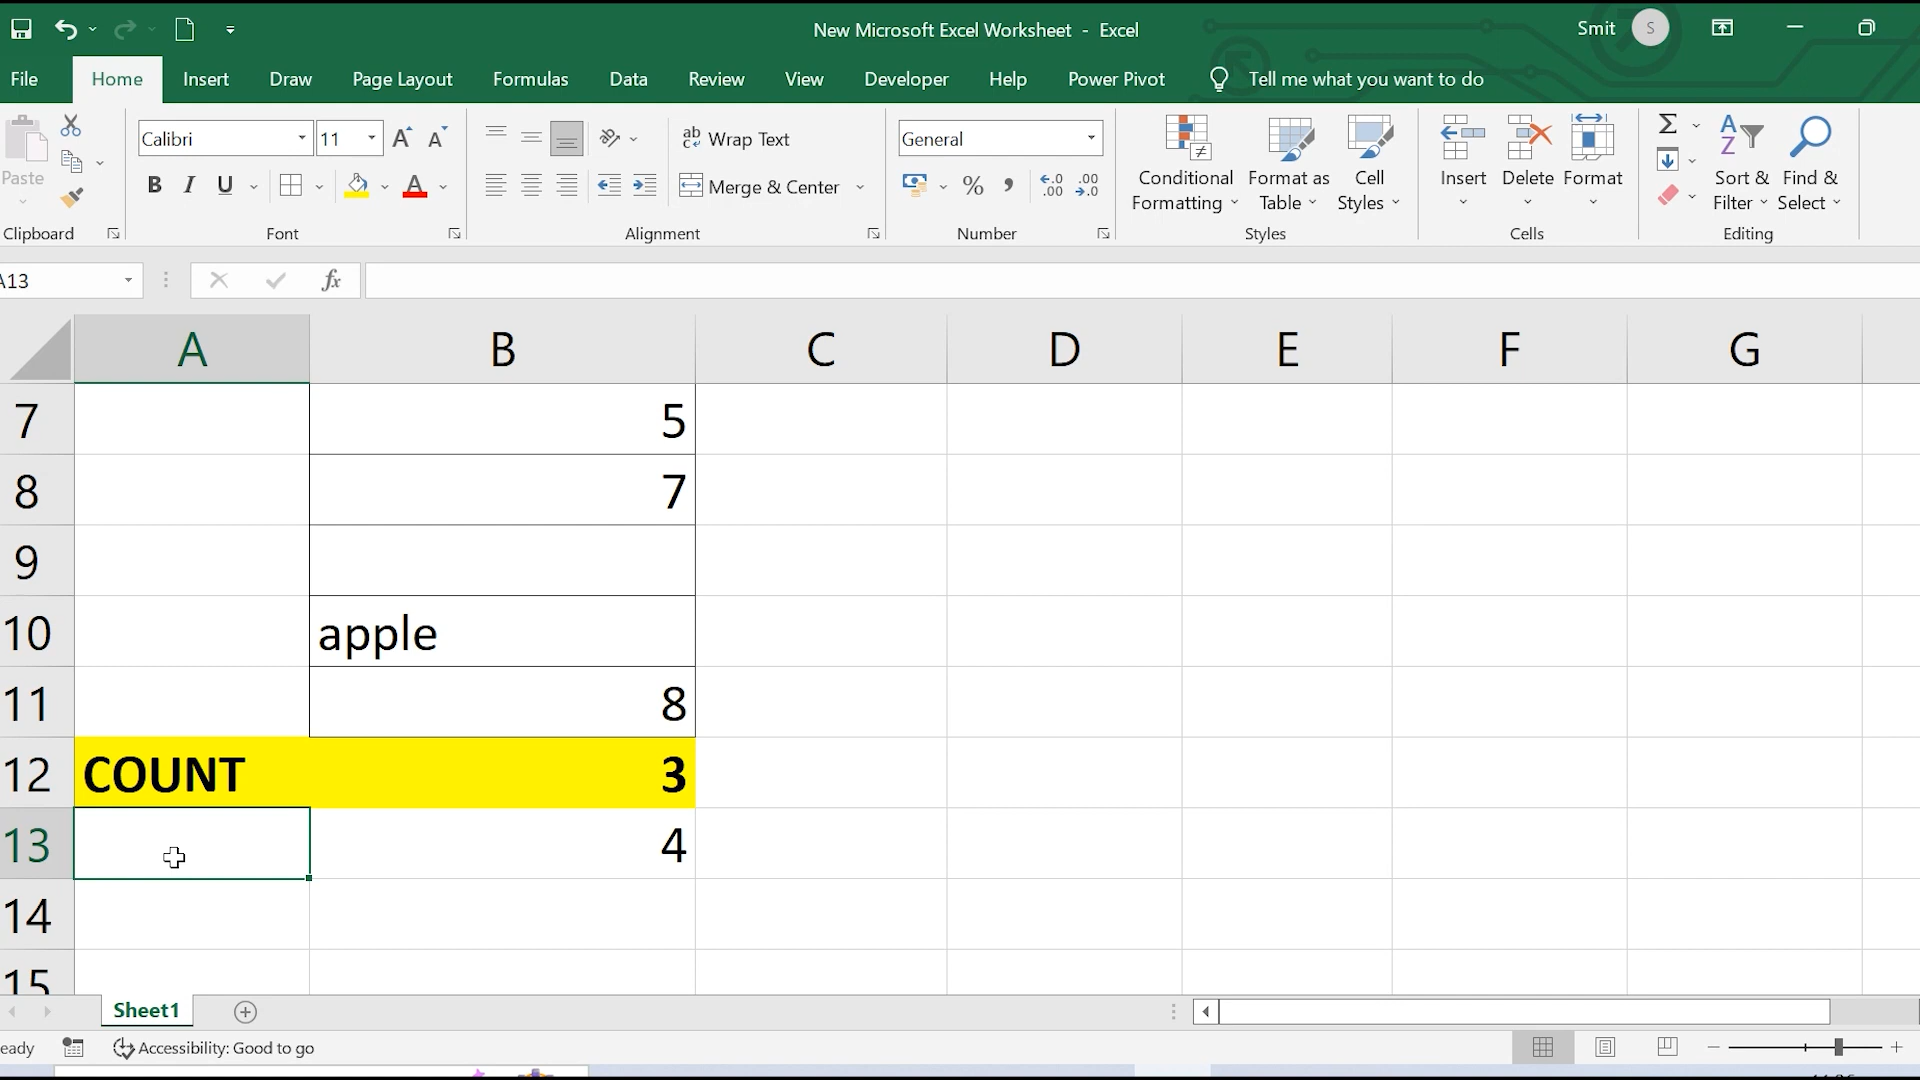 New Microsoft Excel Worksheet - Excel
Smit S
File Home Insert Draw Page Layout Formulas Data Review View Developer Help Power Pivot Tell me what you want to do
Paste
Calibri 11
ab Wrap Text
General
B I U
Merge & Center
% ,
Conditional Formatting
Format as Table
Cell Styles
Insert Delete Format
Sort & Filter
Find & Select
Clipboard Font Alignment Number Styles Cells Editing
A13 fx
A B C D E F G
7 5
8 7
9
10 apple
11 8
12 COUNT 3
13 4
14
15
Sheet1
eady Accessibility: Good to go